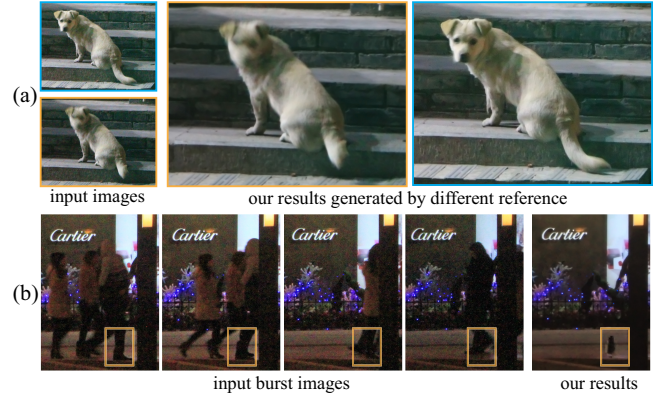 (a)
input images
our results generated by different reference
(b)
Cartier
Cartier
Cartier
Cartier
Cartier
input burst images
our results